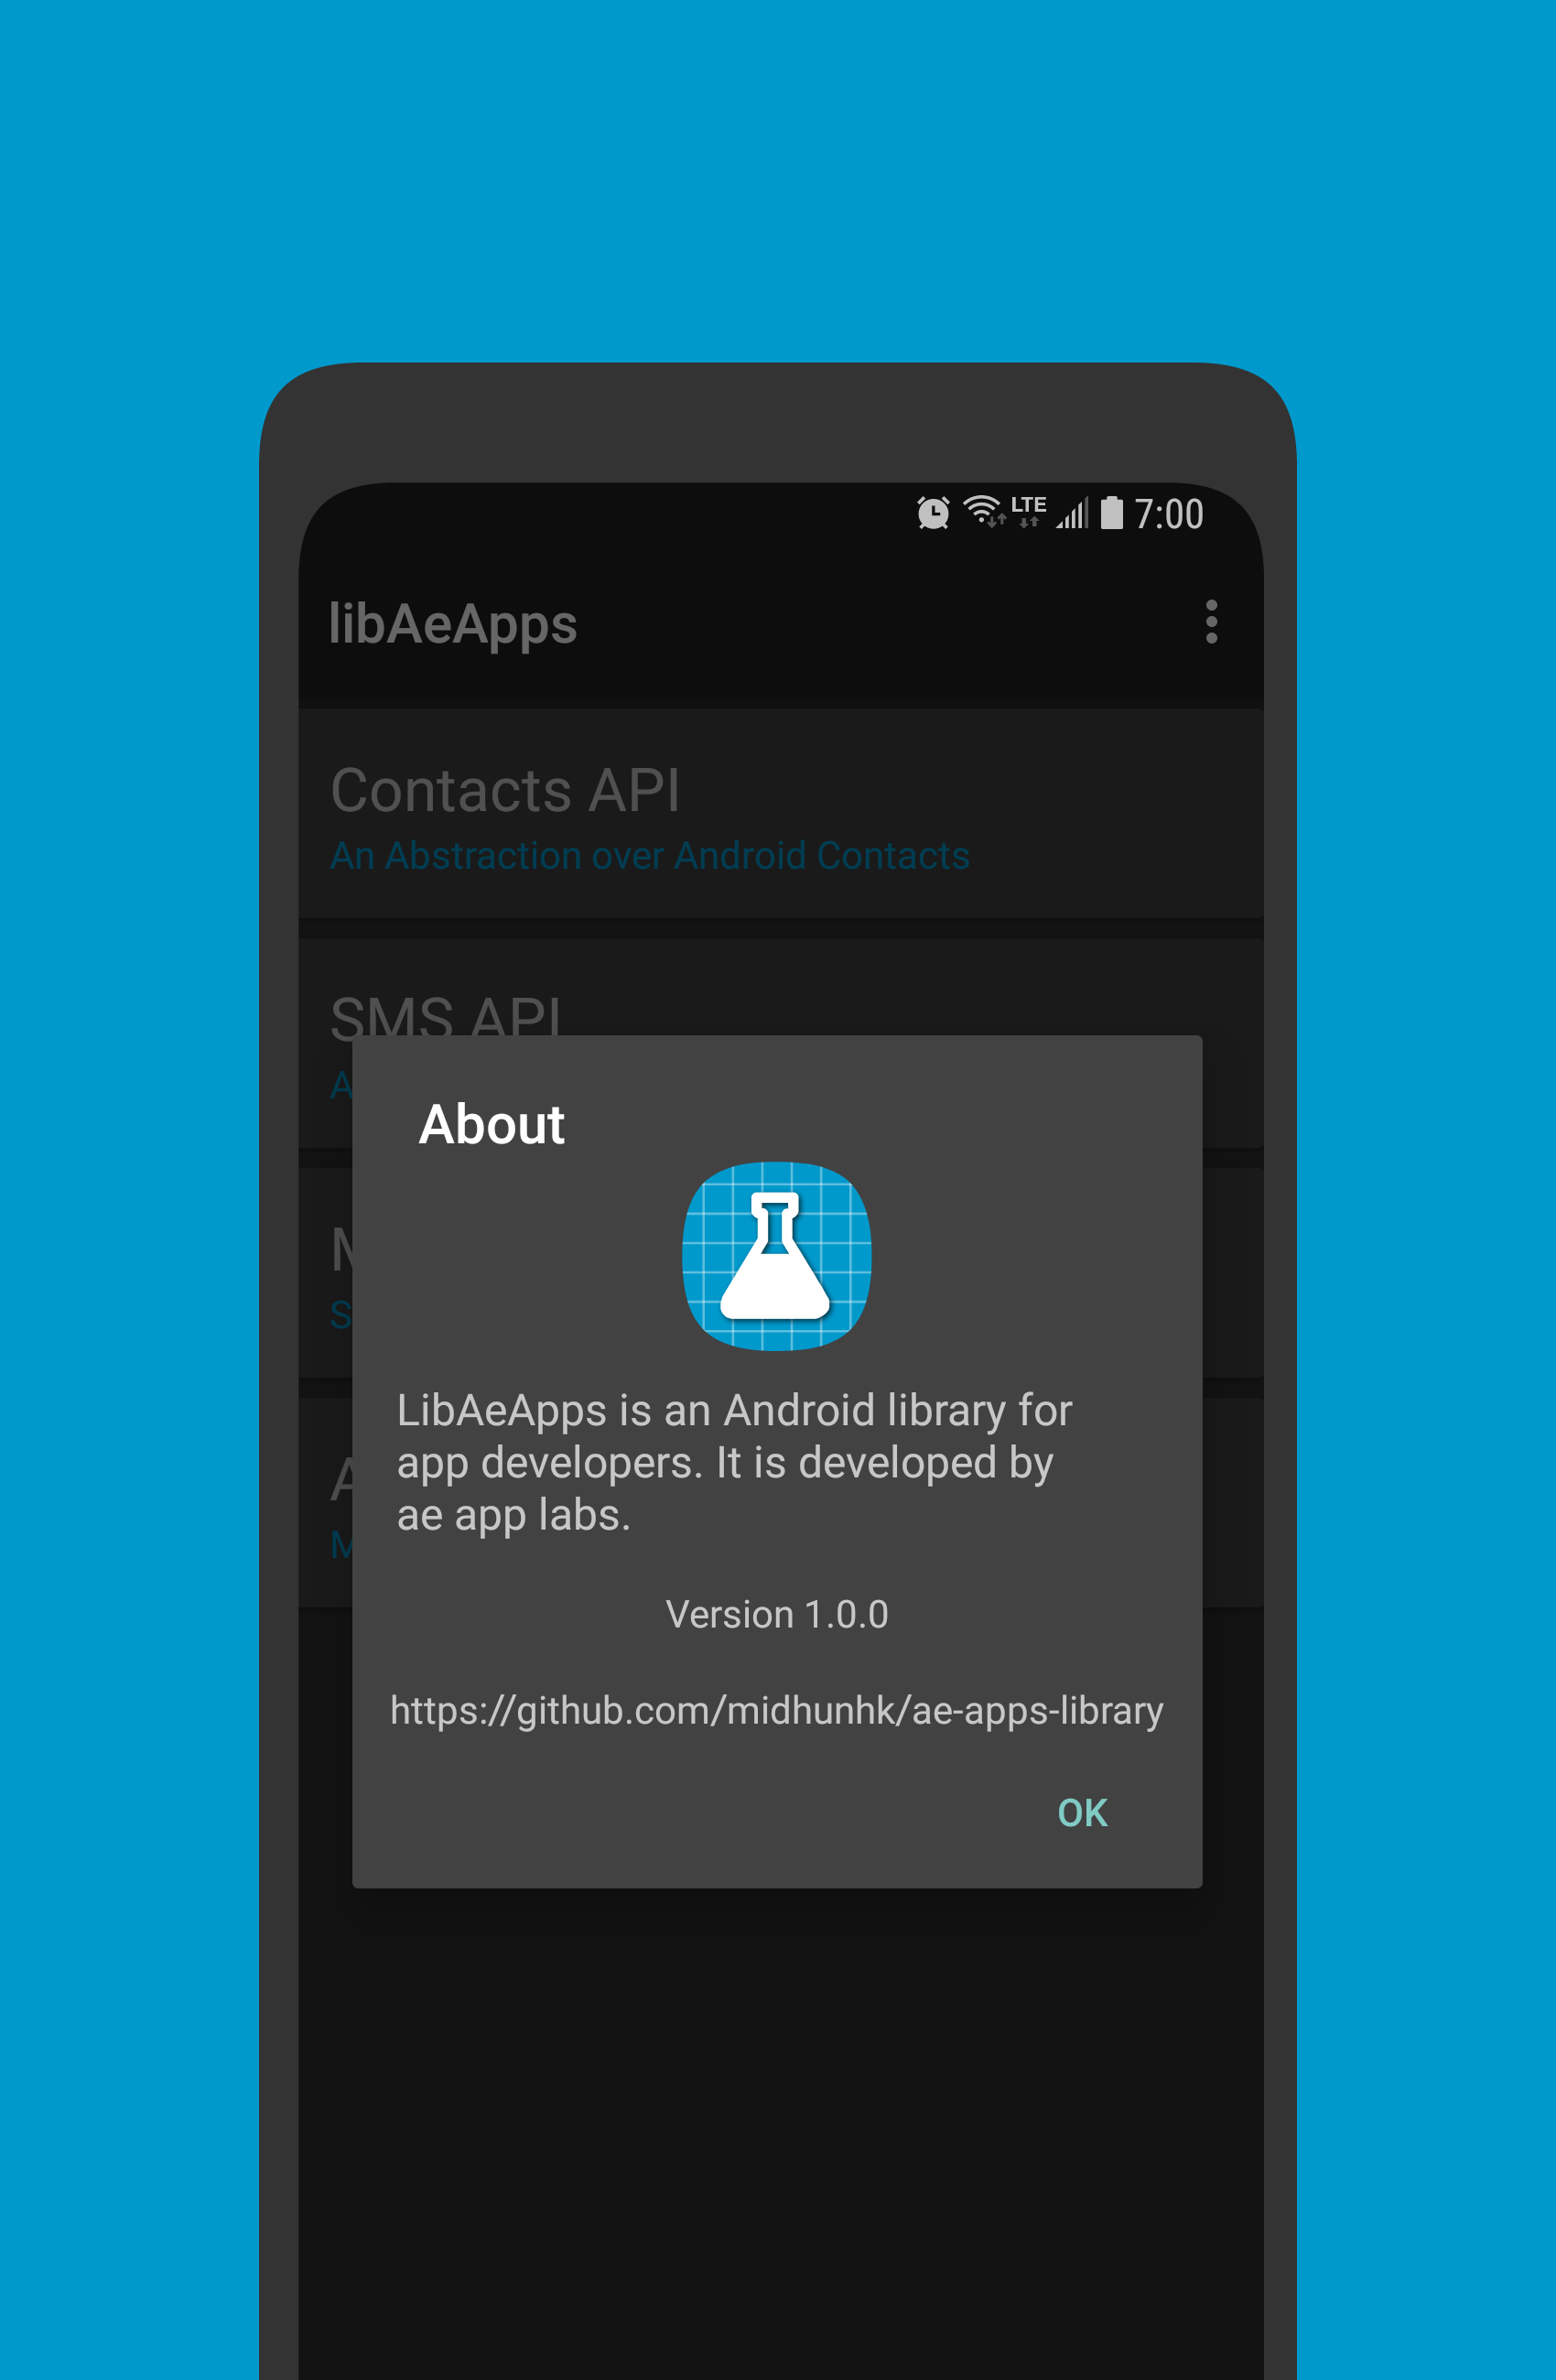 LTE 7:00
libAeApps
Contacts API
An Abstraction over Android Contacts
SMS API
About
LibAeApps is an Android library for
app developers. It is developed by
ae app labs.
Version 1.0.0
https://github.com/midhunhk/ae-apps-library
OK